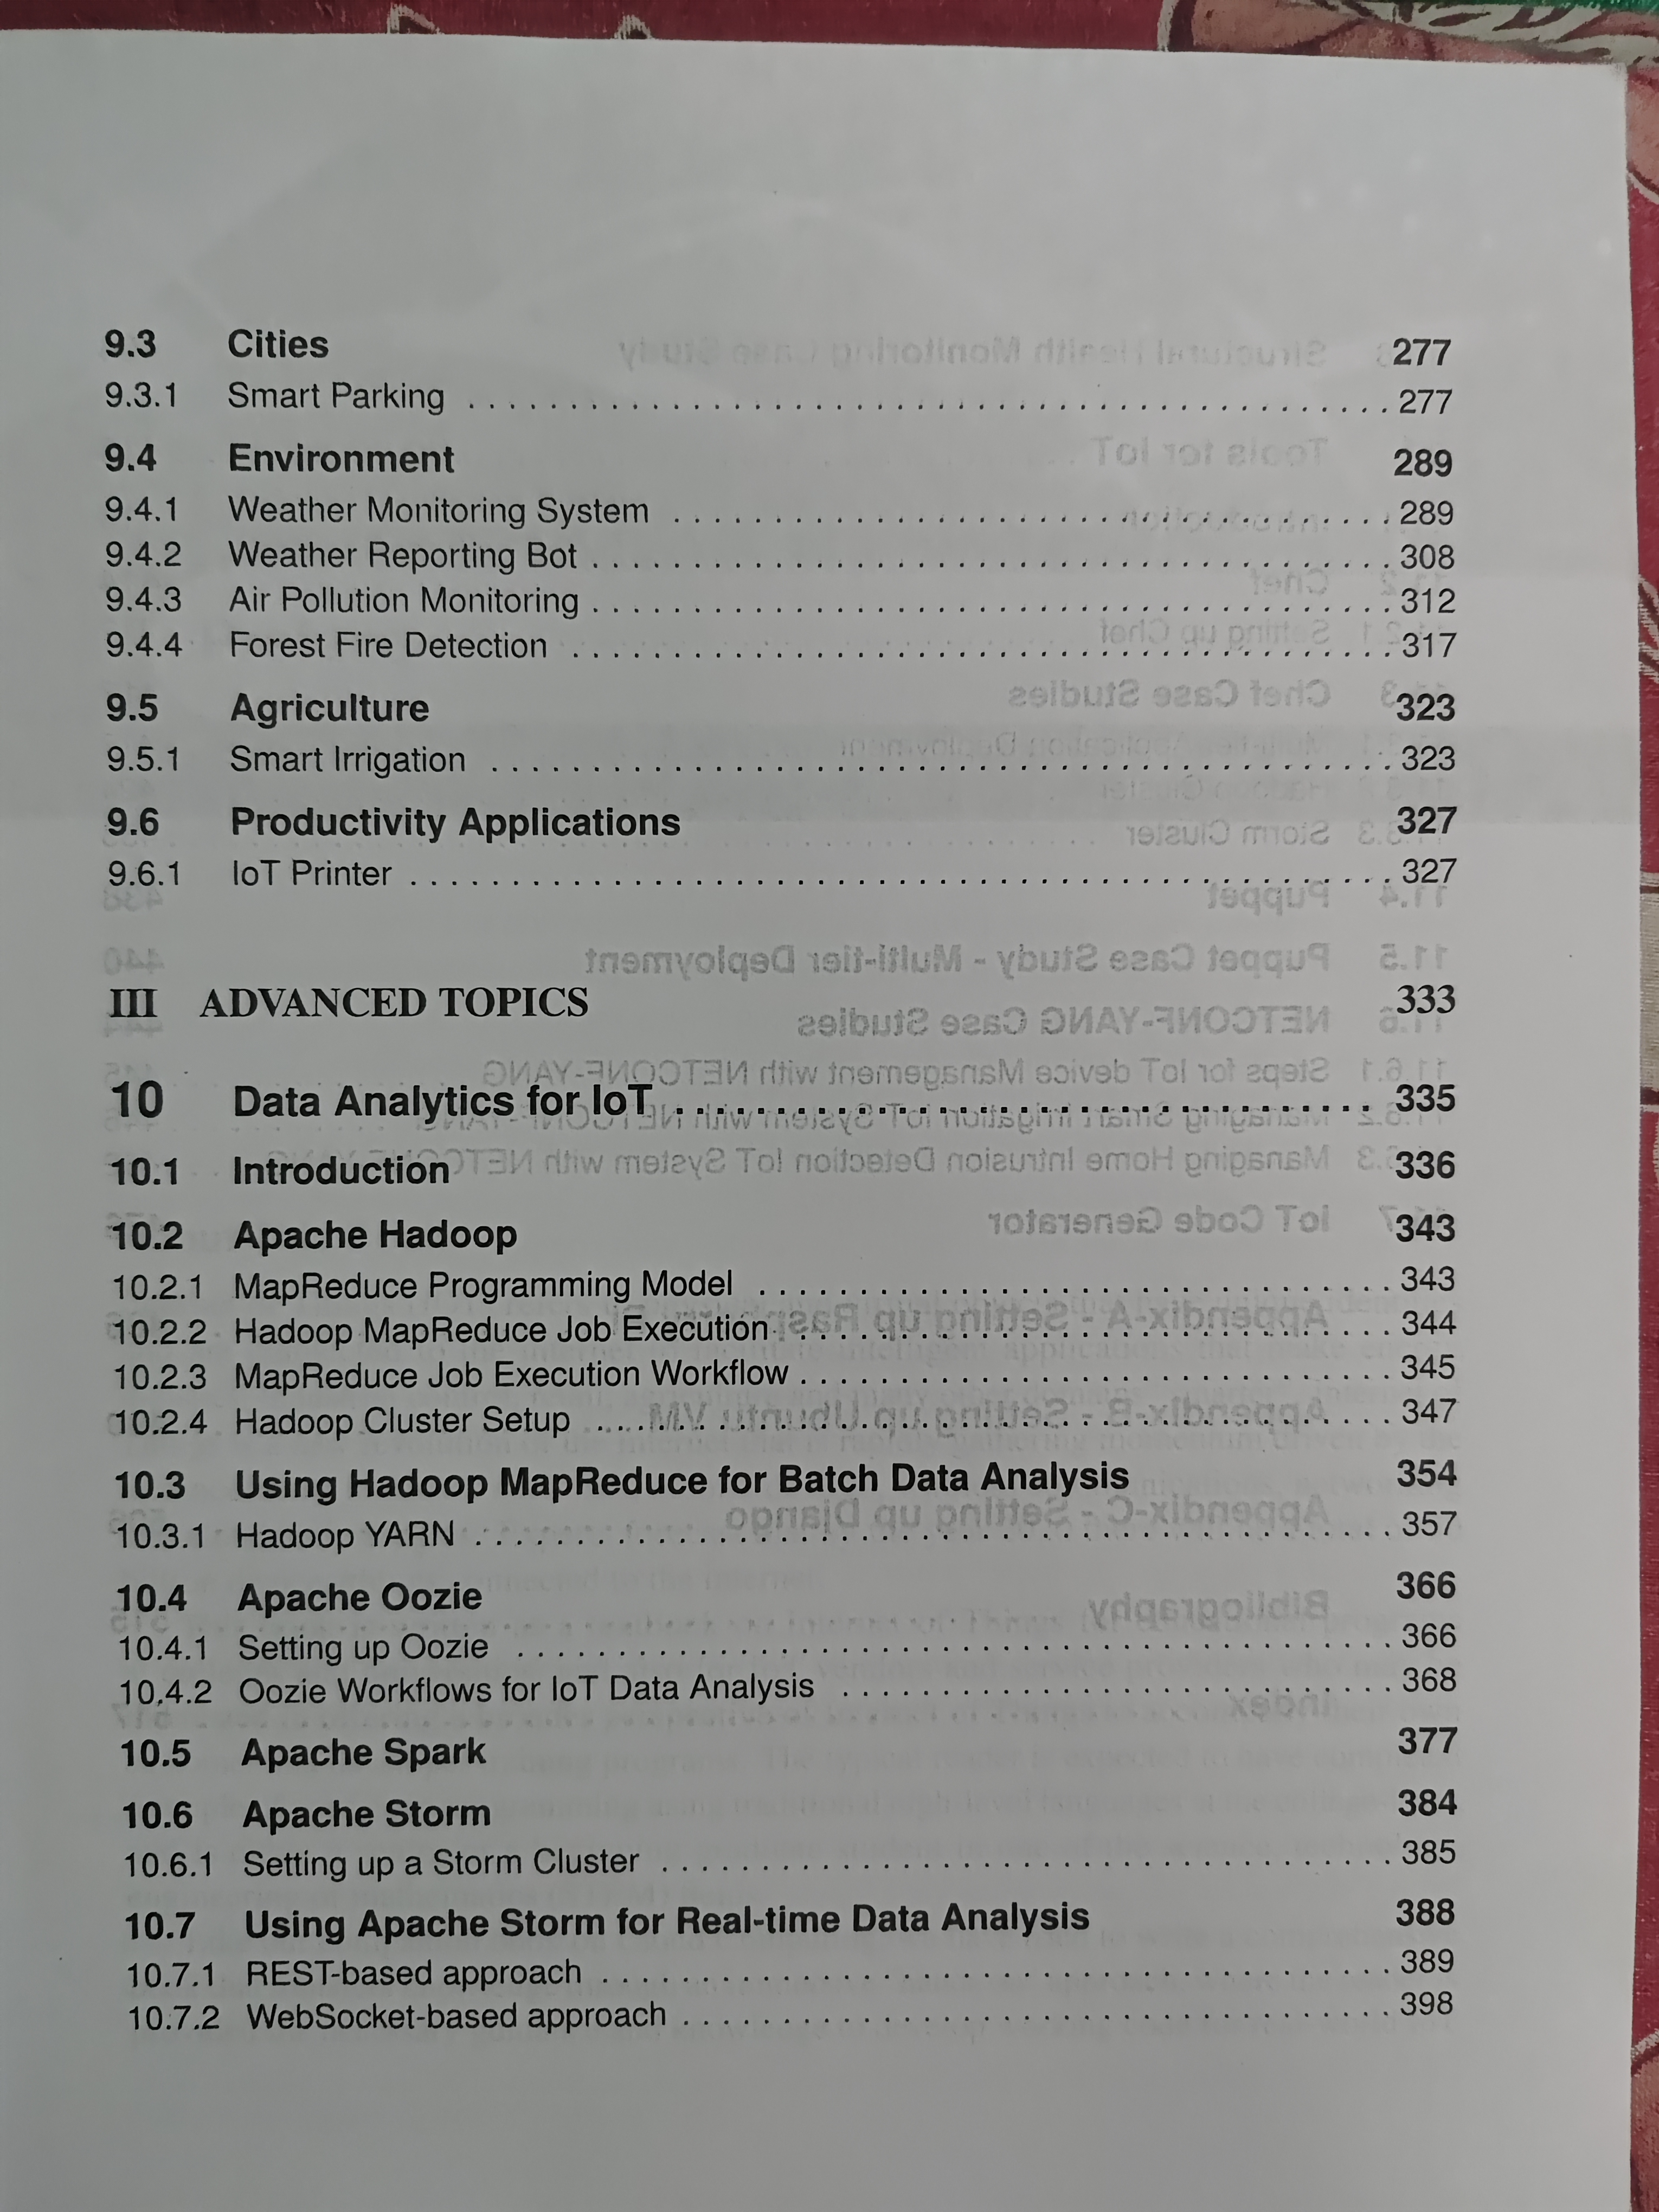 9.3 Cities 277
9.3.1 Smart Parking 277
9.4 Environment 289
9.4.1 Weather Monitoring System 289
9.4.2 Weather Reporting Bot 308
9.4.3 Air Pollution Monitoring 312
9.4.4 Forest Fire Detection 317
9.5 Agriculture 323
9.5.1 Smart Irrigation 323
9.6 Productivity Applications 327
9.6.1 IoT Printer 327
III ADVANCED TOPICS 333
10 Data Analytics for IoT 335
10.1 Introduction 336
10.2 Apache Hadoop 343
10.2.1 MapReduce Programming Model 343
10.2.2 Hadoop MapReduce Job Execution 344
10.2.3 MapReduce Job Execution Workflow 345
10.2.4 Hadoop Cluster Setup 347
10.3 Using Hadoop MapReduce for Batch Data Analysis 354
10.3.1 Hadoop YARN 357
10.4 Apache Oozie 366
10.4.1 Setting up Oozie 366
10.4.2 Oozie Workflows for IoT Data Analysis 368
10.5 Apache Spark 377
10.6 Apache Storm 384
10.6.1 Setting up a Storm Cluster 385
10.7 Using Apache Storm for Real-time Data Analysis 388
10.7.1 REST-based approach 389
10.7.2 WebSocket-based approach 398